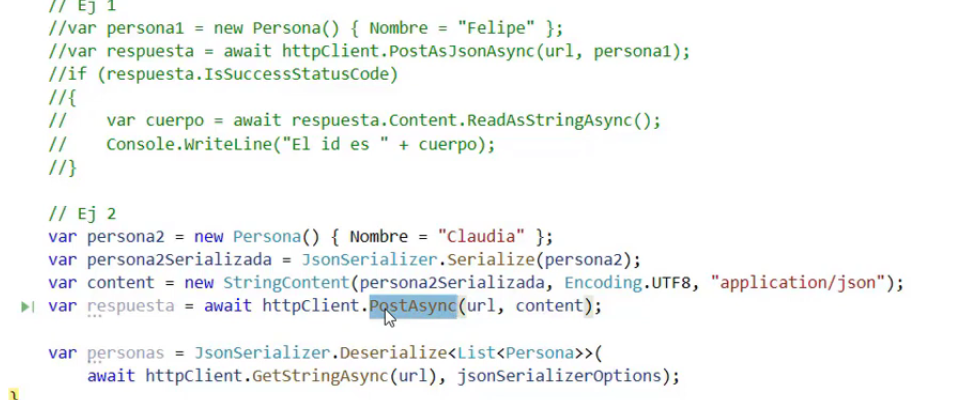 // Ej 1
//var persona1 = new Persona() { Nombre = "Felipe" };
//var respuesta = await httpClient.PostAsJsonAsync(url, persona1);
//if (respuesta.IsSuccessStatusCode)
//{
//    var cuerpo = await respuesta.Content.ReadAsStringAsync();
//    Console.WriteLine("El id es " + cuerpo);
//}
// Ej 2
var persona2 = new Persona() { Nombre = "Claudia" };
var persona2Serializada = JsonSerializer.Serialize(persona2);
var content = new StringContent(persona2Serializada, Encoding.UTF8, "application/json");
var respuesta = await httpClient.PostAsync(url, content);
var personas = JsonSerializer.Deserialize<List<Persona>>(
    await httpClient.GetStringAsync(url), jsonSerializerOptions);
}